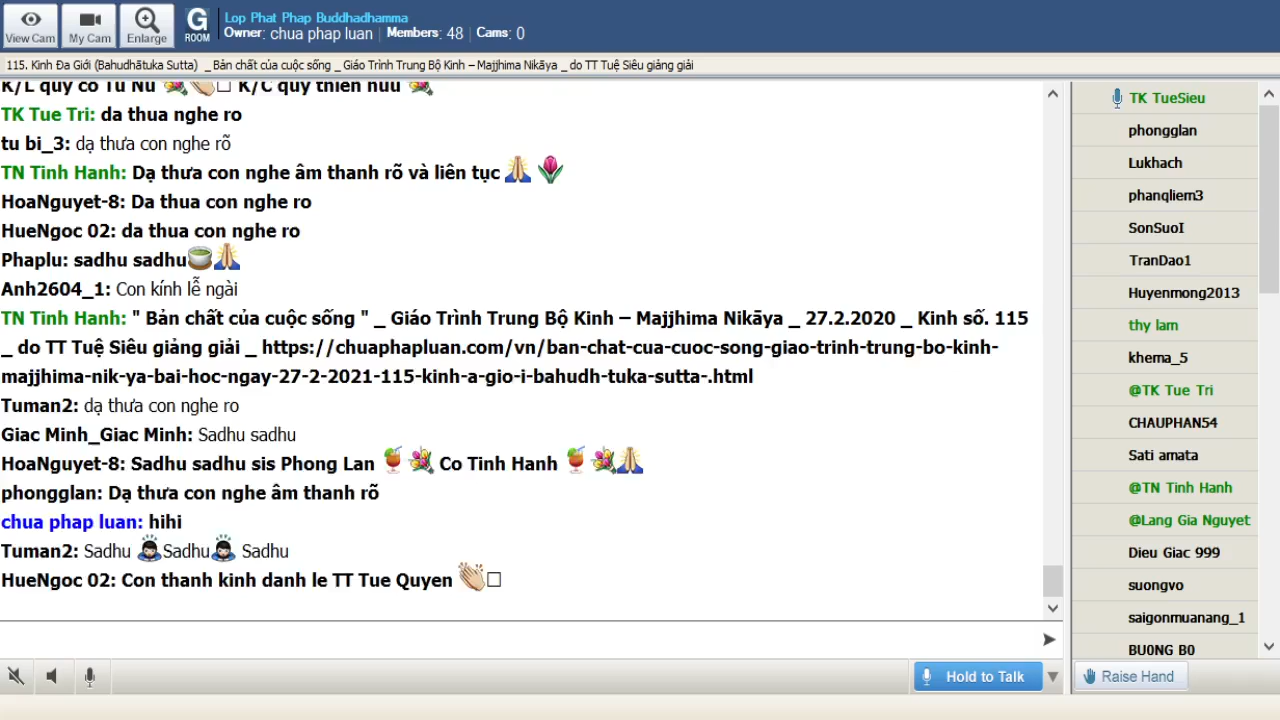 View Cam
My Cam
Enlarge
G
ROOM
Lop Phat Phap Buddhadhamma
Owner: chua phap luan | Members: 48 | Cams: 0
115. Kinh Đa Giới (Bahudhātuka Sutta) _ Bản chất của cuộc sống _ Giáo Trình Trung Bộ Kinh – Majjhima Nikāya _ do TT Tuệ Siêu giảng giải
K/L quý cô Tu Nữ K/C quý thiện hữu
TK Tue Tri: da thua nghe ro
tu bi_3: dạ thưa con nghe rõ
TN Tinh Hanh: Dạ thưa con nghe âm thanh rõ và liên tục
HoaNguyet-8: Da thua con nghe ro
HueNgoc 02: da thua con nghe ro
Phaplu: sadhu sadhu
Anh2604_1: Con kính lễ ngài
TN Tinh Hanh: " Bản chất của cuộc sống " _ Giáo Trình Trung Bộ Kinh – Majjhima Nikāya _ 27.2.2020 _ Kinh số. 115
_ do TT Tuệ Siêu giảng giải _ https://chuaphapluan.com/vn/ban-chat-cua-cuoc-song-giao-trinh-trung-bo-kinh-
majjhima-nik-ya-bai-hoc-ngay-27-2-2021-115-kinh-a-gio-i-bahudh-tuka-sutta-.html
Tuman2: dạ thưa con nghe ro
Giac Minh_Giac Minh: Sadhu sadhu
HoaNguyet-8: Sadhu sadhu sis Phong Lan Co Tinh Hanh
phongglan: Dạ thưa con nghe âm thanh rõ
chua phap luan: hihi
Tuman2: Sadhu Sadhu Sadhu
HueNgoc 02: Con thanh kinh danh le TT Tue Quyen
Hold to Talk
TK TueSieu
phongglan
Lukhach
phanqliem3
SonSuoI
TranDao1
Huyenmong2013
thy lam
khema_5
@TK Tue Tri
CHAUPHAN54
Sati amata
@TN Tinh Hanh
@Lang Gia Nguyet
Dieu Giac 999
suongvo
saigonmuanang_1
BU0NG B0
Raise Hand